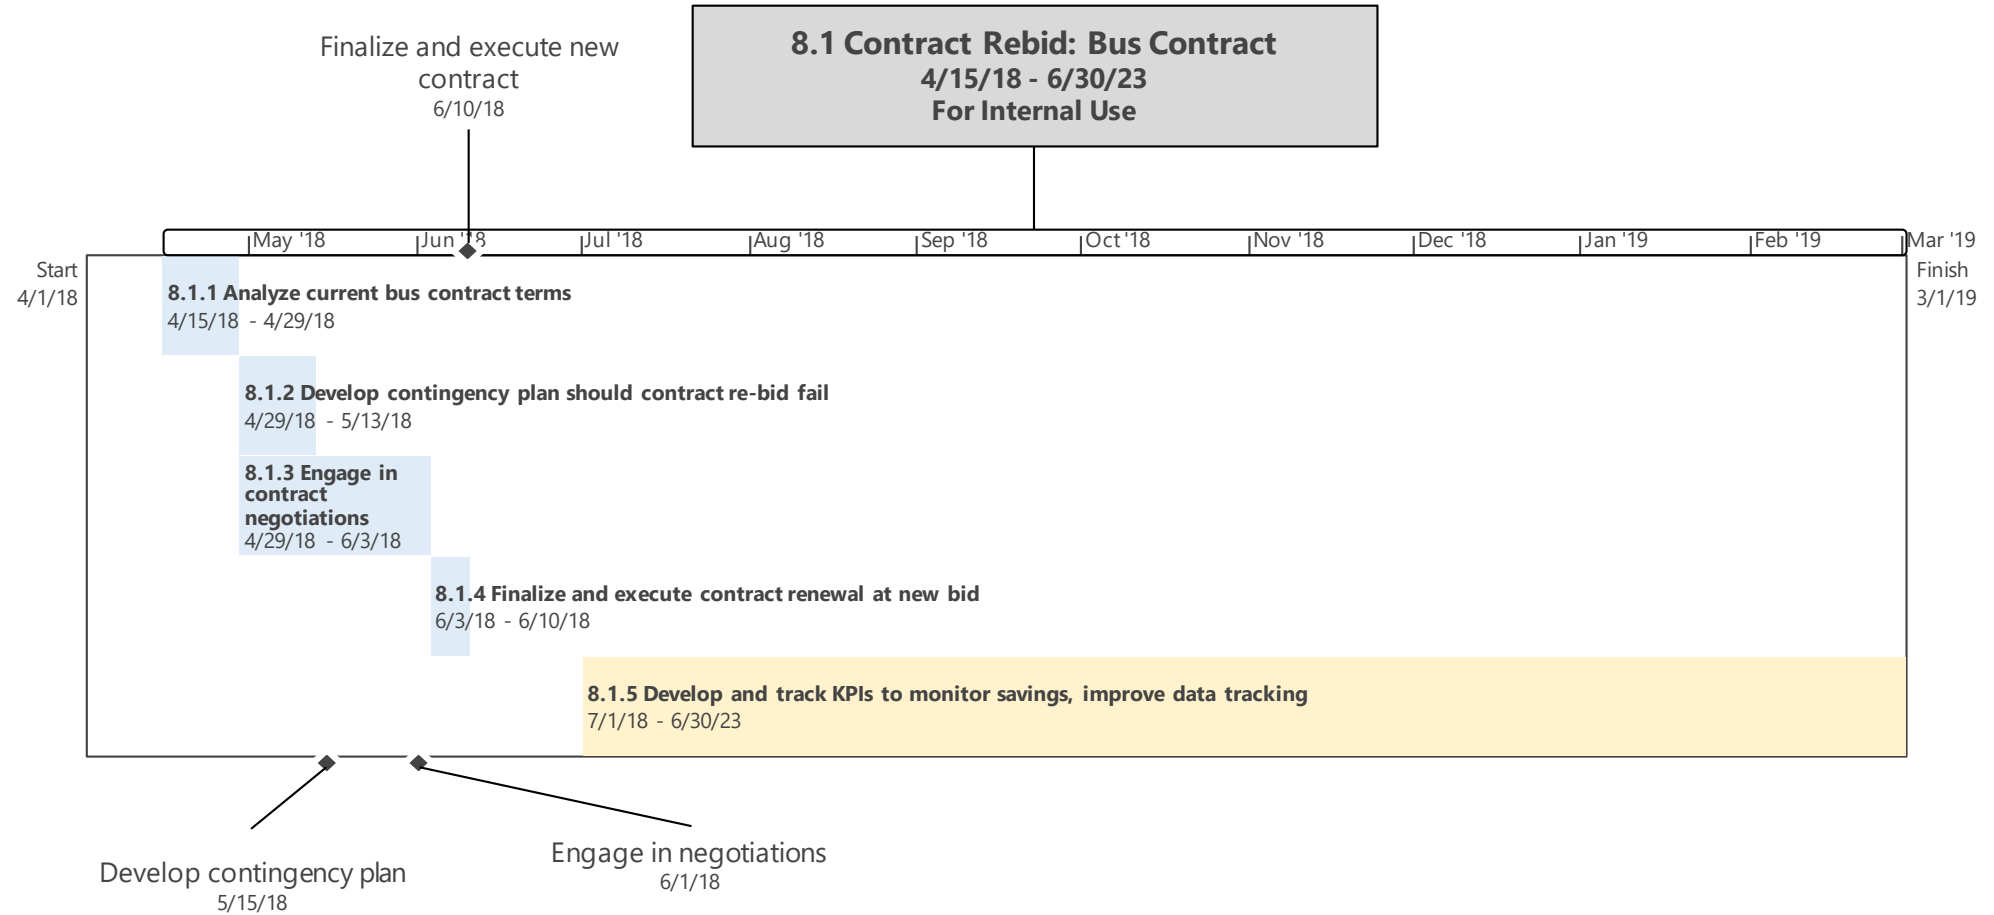 Finalize and execute new
contract
6/10/18
8.1 Contract Rebid: Bus Contract
4/15/18 - 6/30/23
For Internal Use
May '18
Jun '18
Jul '18
Aug '18
Sep '18
Oct '18
Nov '18
Dec '18
Jan '19
Feb '19
Mar '19
Start
4/1/18
Finish
3/1/19
8.1.1 Analyze current bus contract terms
4/15/18 - 4/29/18
8.1.2 Develop contingency plan should contract re-bid fail
4/29/18 - 5/13/18
8.1.3 Engage in
contract
negotiations
4/29/18 - 6/3/18
8.1.4 Finalize and execute contract renewal at new bid
6/3/18 - 6/10/18
8.1.5 Develop and track KPIs to monitor savings, improve data tracking
7/1/18 - 6/30/23
Develop contingency plan
5/15/18
Engage in negotiations
6/1/18